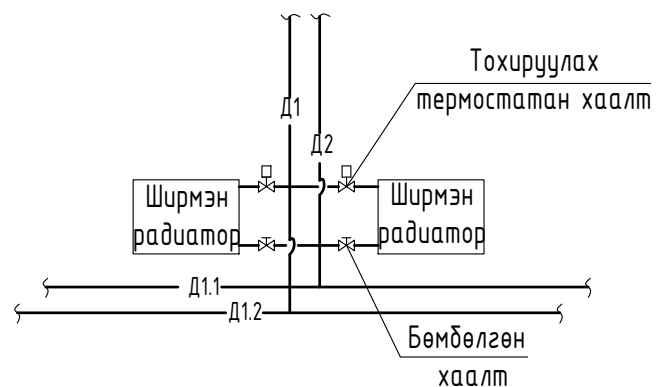 Тохируулах
термостатан хаалт
Д1
Д2
Ширмэн
радиатор
Ширмэн
радиатор
Д1.1
Д1.2
Бөмбөлгөн
хаалт